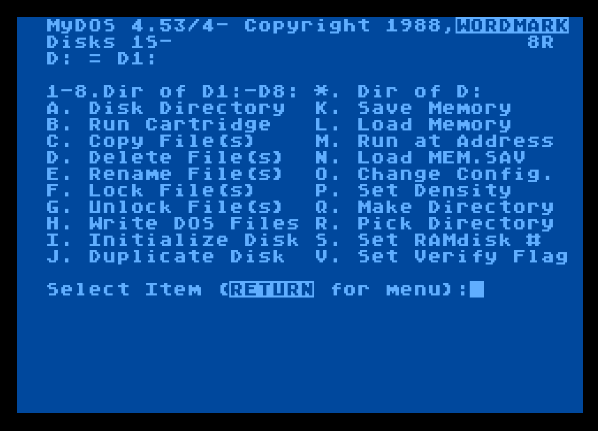 MyDOS 4.53/4- Copyright 1988,WORDMARK
Disks 1S- 8R
D: = D1:
1-8.Dir of D1:-D8: *. Dir of D:
A. Disk Directory K. Save Memory
B. Run Cartridge L. Load Memory
C. Copy File(s) M. Run at Address
D. Delete File(s) N. Load MEM.SAV
E. Rename File(s) O. Change Config.
F. Lock File(s) P. Set Density
G. Unlock File(s) Q. Make Directory
H. Write DOS Files R. Pick Directory
I. Initialize Disk S. Set RAMdisk #
J. Duplicate Disk V. Set Verify Flag
Select Item (RETURN for menu):